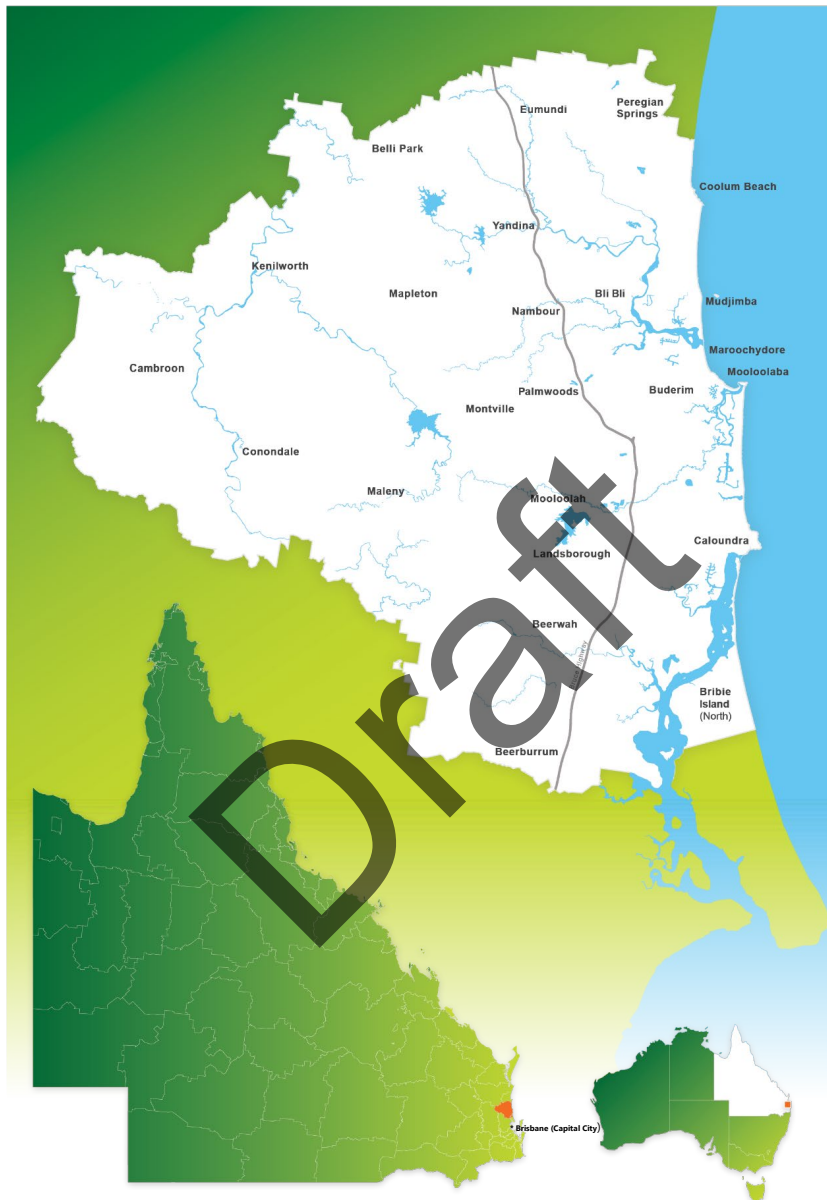 Eumundi
Peregian
Springs
Belli Park
Coolum Beach
Yandina
Kenilworth
Mapleton
Bli Bli
Mudjimba
Nambour
Maroochydore
Cambroon
Mooloolaba
Palmwoods
Buderim
Montville
Conondale
Maleny
Mooloolah
Caloundra
Landsborough
Beerwah
Highway
Bribie
Island
(North)
Beerburrum
Draft
* Brisbane (Capital City)